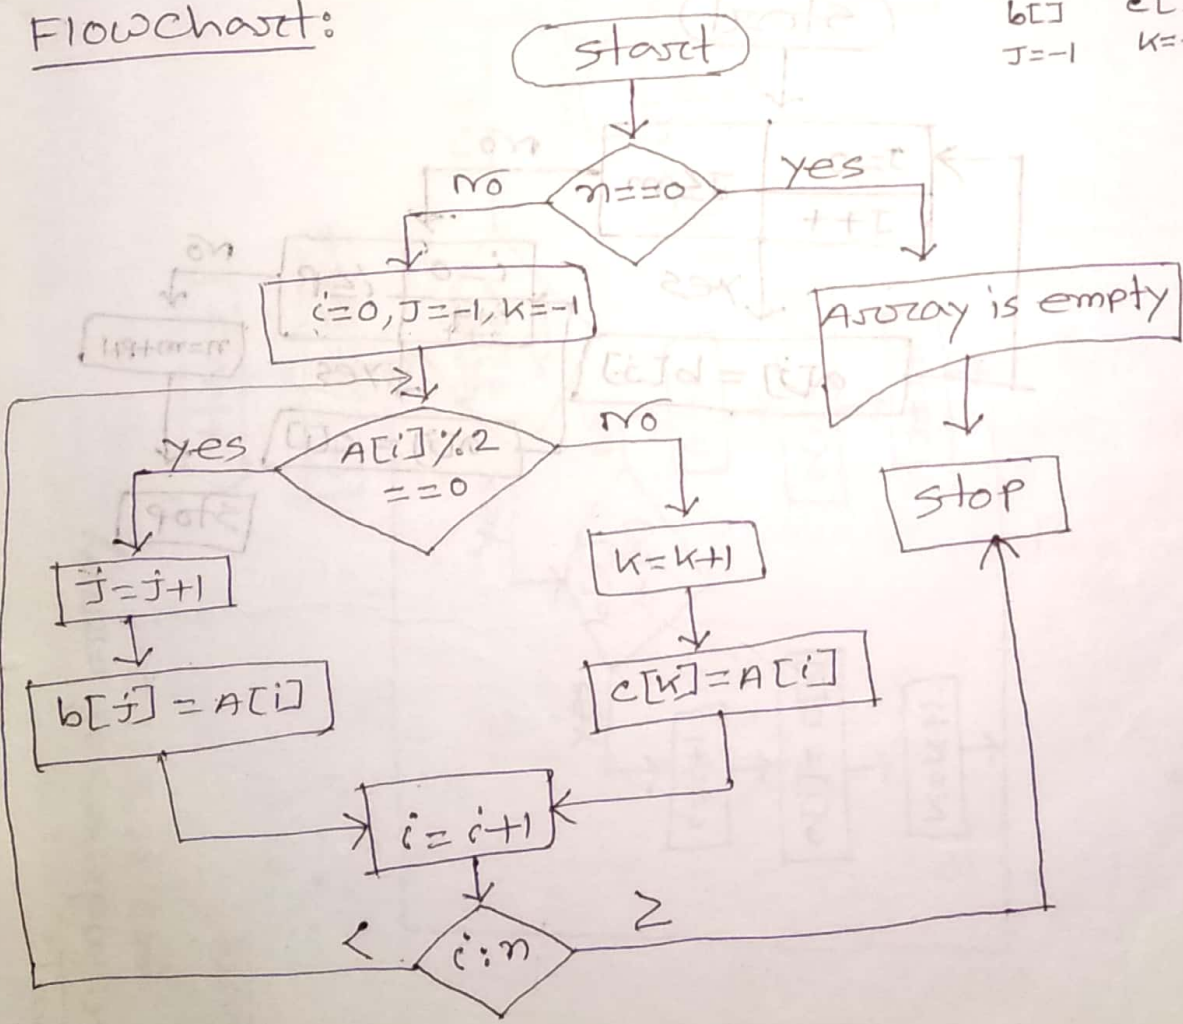 Flowchart:
b[]
J=-1 K=
start
n==0
no
yes
i=0, J=-1, K=-1
Array is empty
stop
A[i]%2
==0
yes
no
j=j+1
b[j] = A[i]
K=K+1
c[K]=A[i]
i=i+1
i:n
<
≥